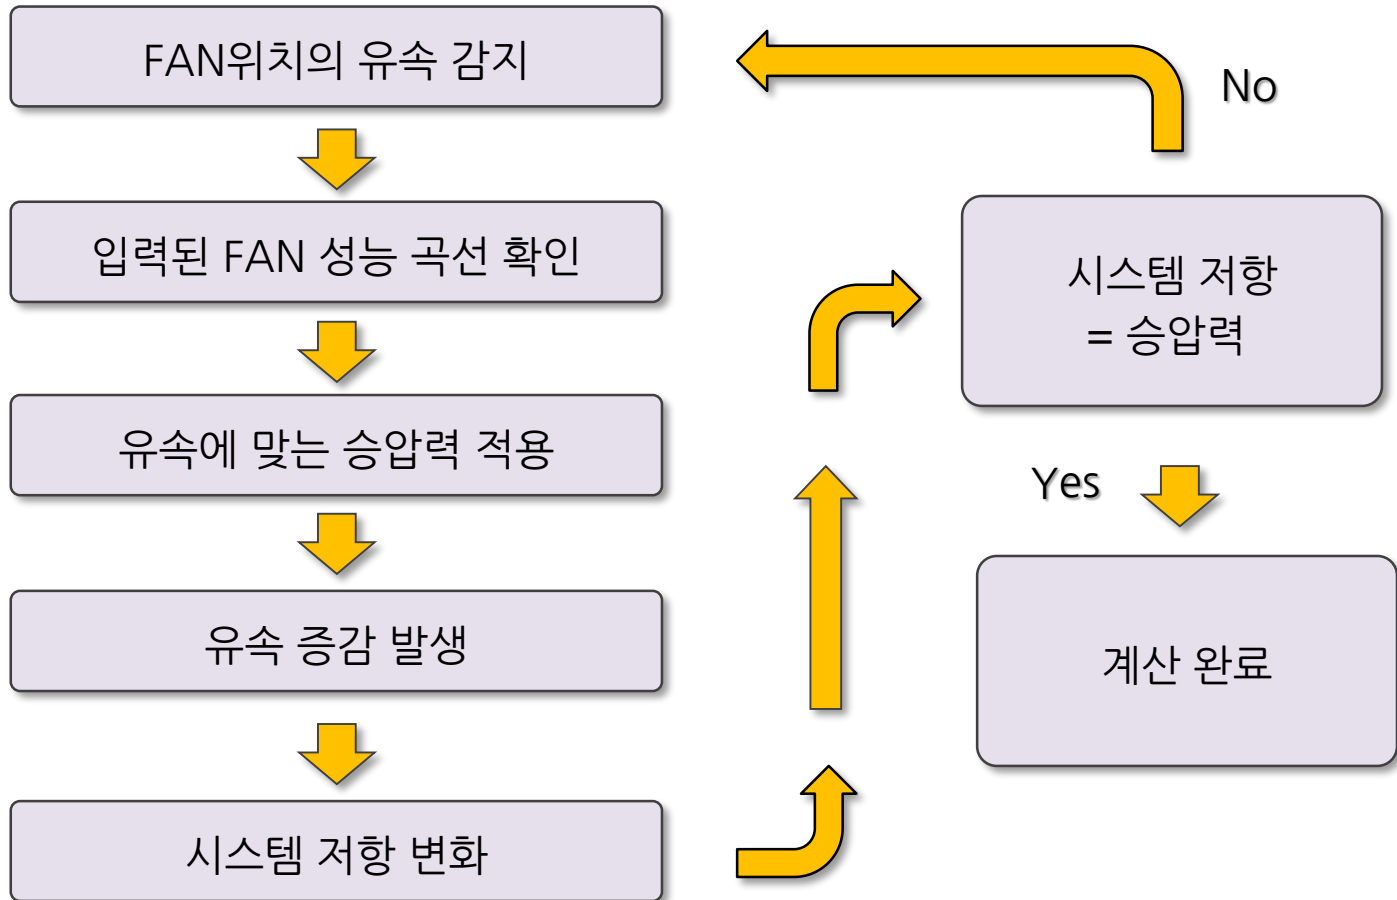 FAN위치의 유속 감지
입력된 FAN 성능 곡선 확인
유속에 맞는 승압력 적용
유속 증감 발생
시스템 저항 변화
No
시스템 저항
= 승압력
Yes
계산 완료